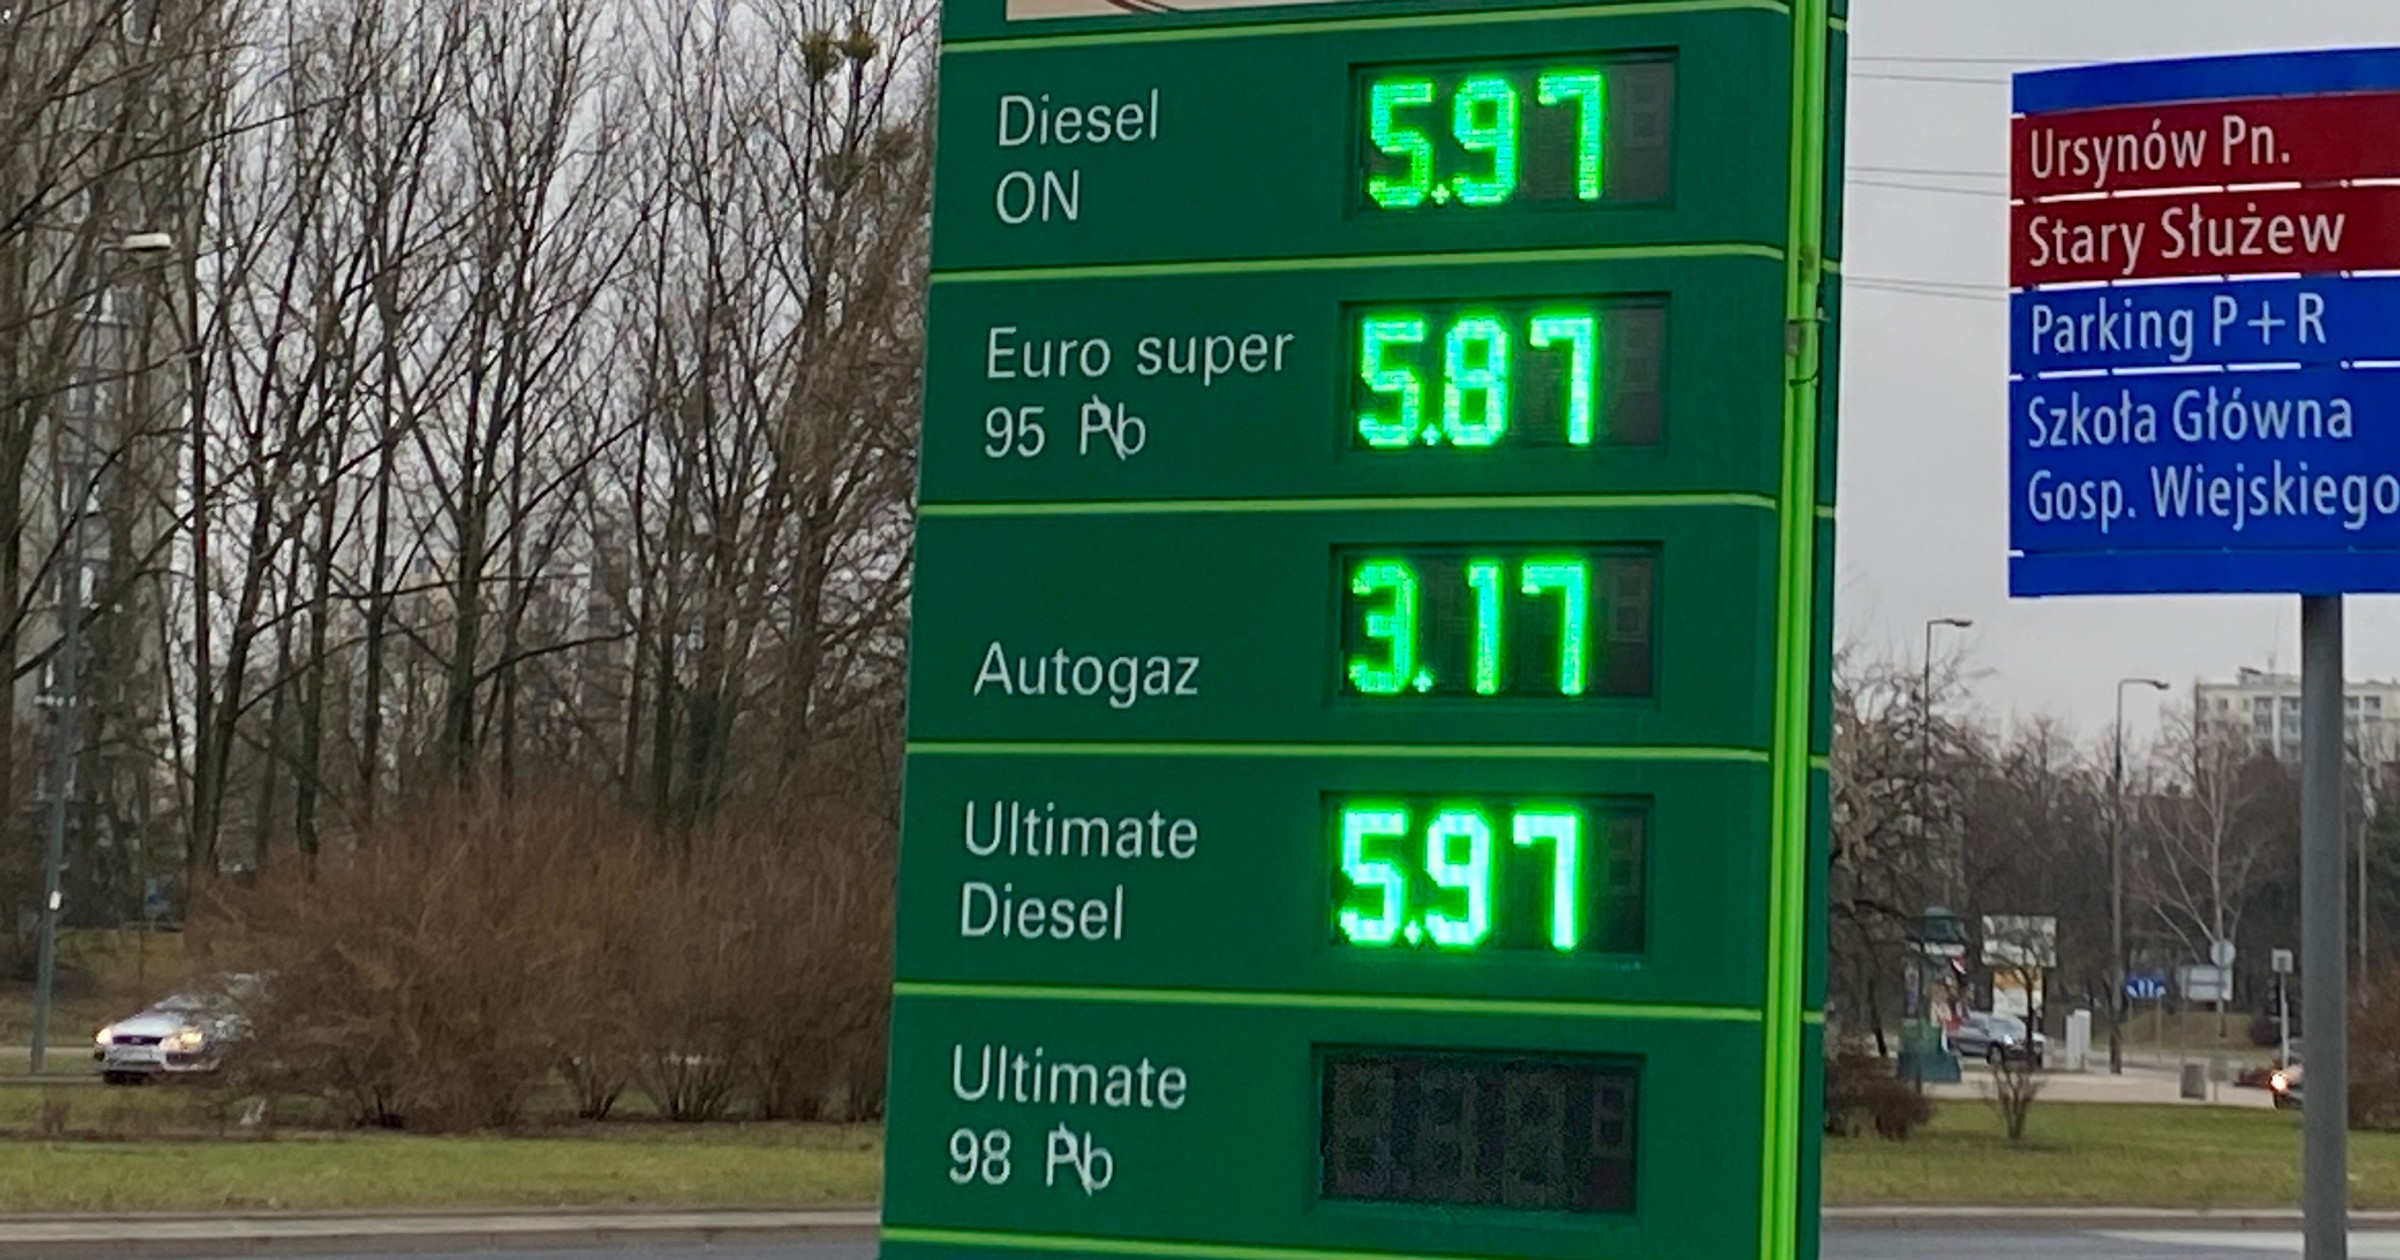 Diesel
ON
5.97
Euro super
95 Pb
5.87
Autogaz
3.17
Ultimate
Diesel
5.97
Ultimate
98 Pb
Ursynów Pn.
Stary Służew
Parking P+R
Szkoła Główna
Gosp. Wiejskiego